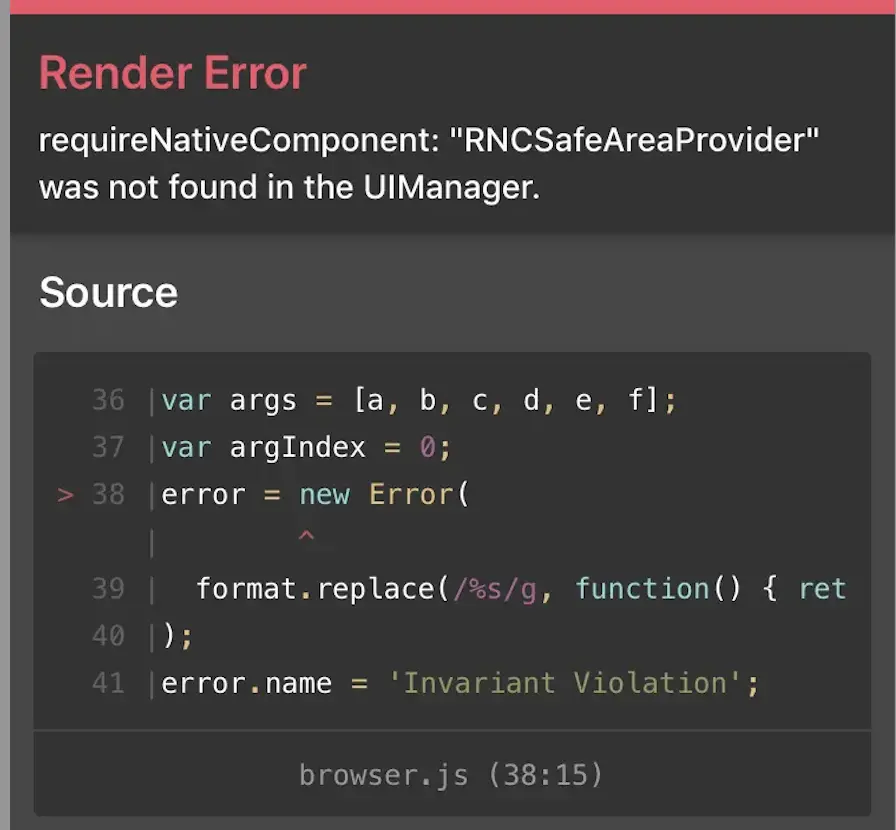 Render Error
requireNativeComponent: "RNCSafeAreaProvider"
was not found in the UIManager.
Source
36 |var args = [a, b, c, d, e, f];
37 |var argIndex = 0;
> 38 |error = new Error(
| ^
39 | format.replace(/%s/g, function() { ret
40 |);
41 |error.name = 'Invariant Violation';
browser.js (38:15)